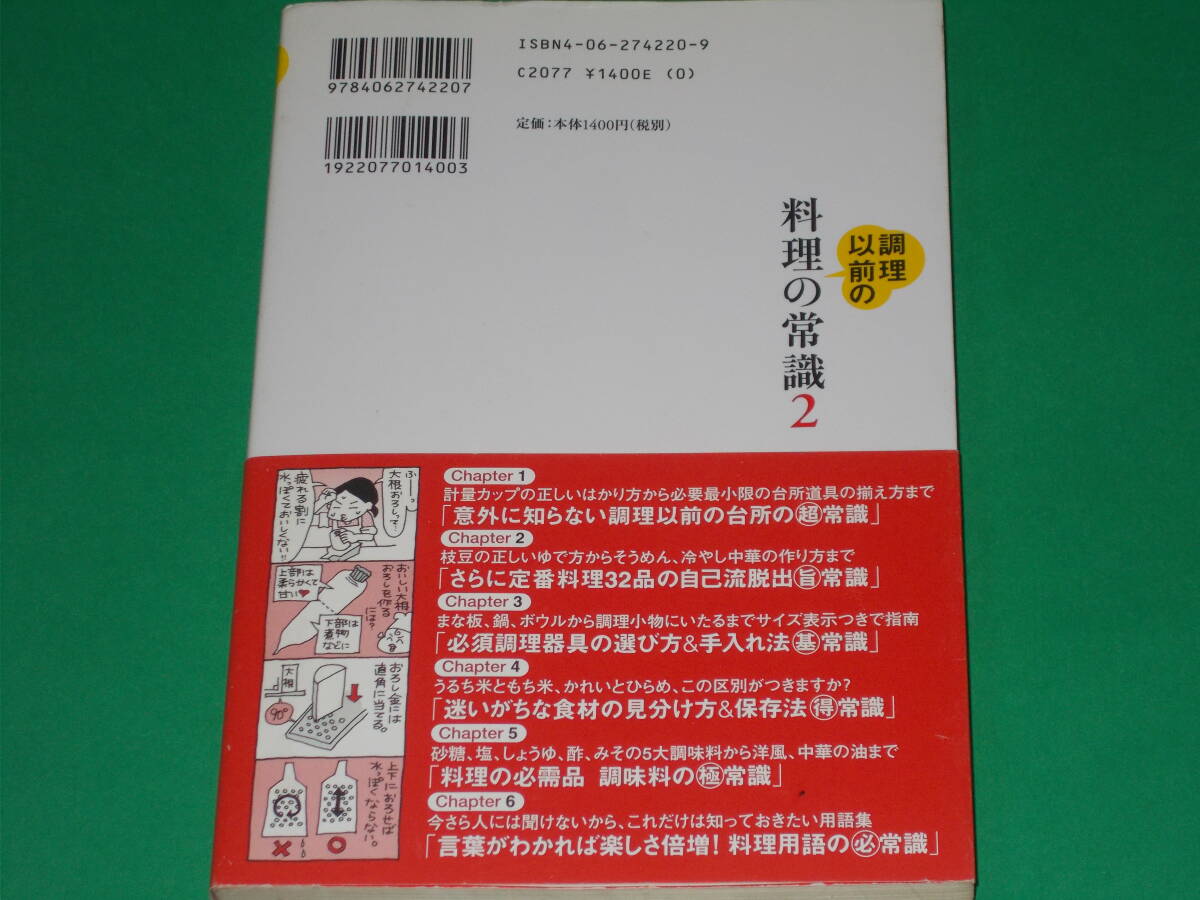 ISBN4-06-274220-9
C2077 ¥1400E (0)
9784062742207
定価：本体1400円（税別）
1922077014003
調理
以前の
料理の常識2
ふーっ
大根おろしって…
疲れる割に
水っぽくておいしくない!!
おいしい大根
おろしを作る
には？
上部は
柔らかくて
甘い♥
下部は
煮物
などに
おろし金には
直角に当てる。
大根
90°
上下におろせば
水っぽくならない。
Chapter 1
計量カップの正しいはかり方から必要最小限の台所道具の揃え方まで
「意外に知らない調理以前の台所の超常識」
Chapter 2
枝豆の正しいゆで方からそうめん、冷やし中華の作り方まで
「さらに定番料理32品の自己流脱出旨常識」
Chapter 3
まな板、鍋、ボウルから調理小物にいたるまでサイズ表示つきで指南
「必須調理器具の選び方&手入れ法基常識」
Chapter 4
うるち米ともち米、かれいとひらめ、この区別がつきますか？
「迷いがちな食材の見分け方&保存法得常識」
Chapter 5
砂糖、塩、しょうゆ、酢、みその5大調味料から洋風、中華の油まで
「料理の必需品 調味料の極常識」
Chapter 6
今さら人には聞けないから、これだけは知っておきたい用語集
「言葉がわかれば楽しさ倍増! 料理用語の必常識」